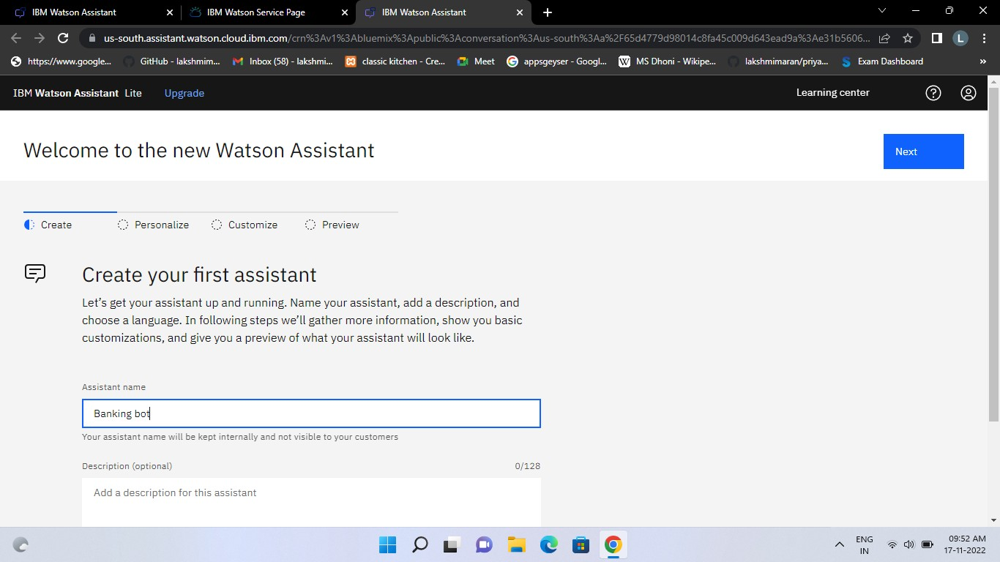 IBM Watson Assistant
IBM Watson Service Page
IBM Watson Assistant
us-south.assistant.watson.cloud.ibm.com/crn%3Av1%3Abluemix%3Apublic%3Aconversation%3Aus-south%3Aa%2F65d4779d98014c8fa45c009d643ead9a%3Ae31b5606...
L
https://www.google...
GitHub - lakshmim...
Inbox (58) - lakshmi...
classic kitchen - Cre...
Meet
appsgeyser - Googl...
W MS Dhoni - Wikipe...
lakshmimaran/priya...
Exam Dashboard
»
IBM Watson Assistant Lite
Upgrade
Learning center
Welcome to the new Watson Assistant
Next
Create
Personalize
Customize
Preview
Create your first assistant
Let's get your assistant up and running. Name your assistant, add a description, and
choose a language. In following steps we'll gather more information, show you basic
customizations, and give you a preview of what your assistant will look like.
Assistant name
Banking bot
Your assistant name will be kept internally and not visible to your customers
Description (optional)
0/128
Add a description for this assistant
ENG
IN
09:52 AM
17-11-2022